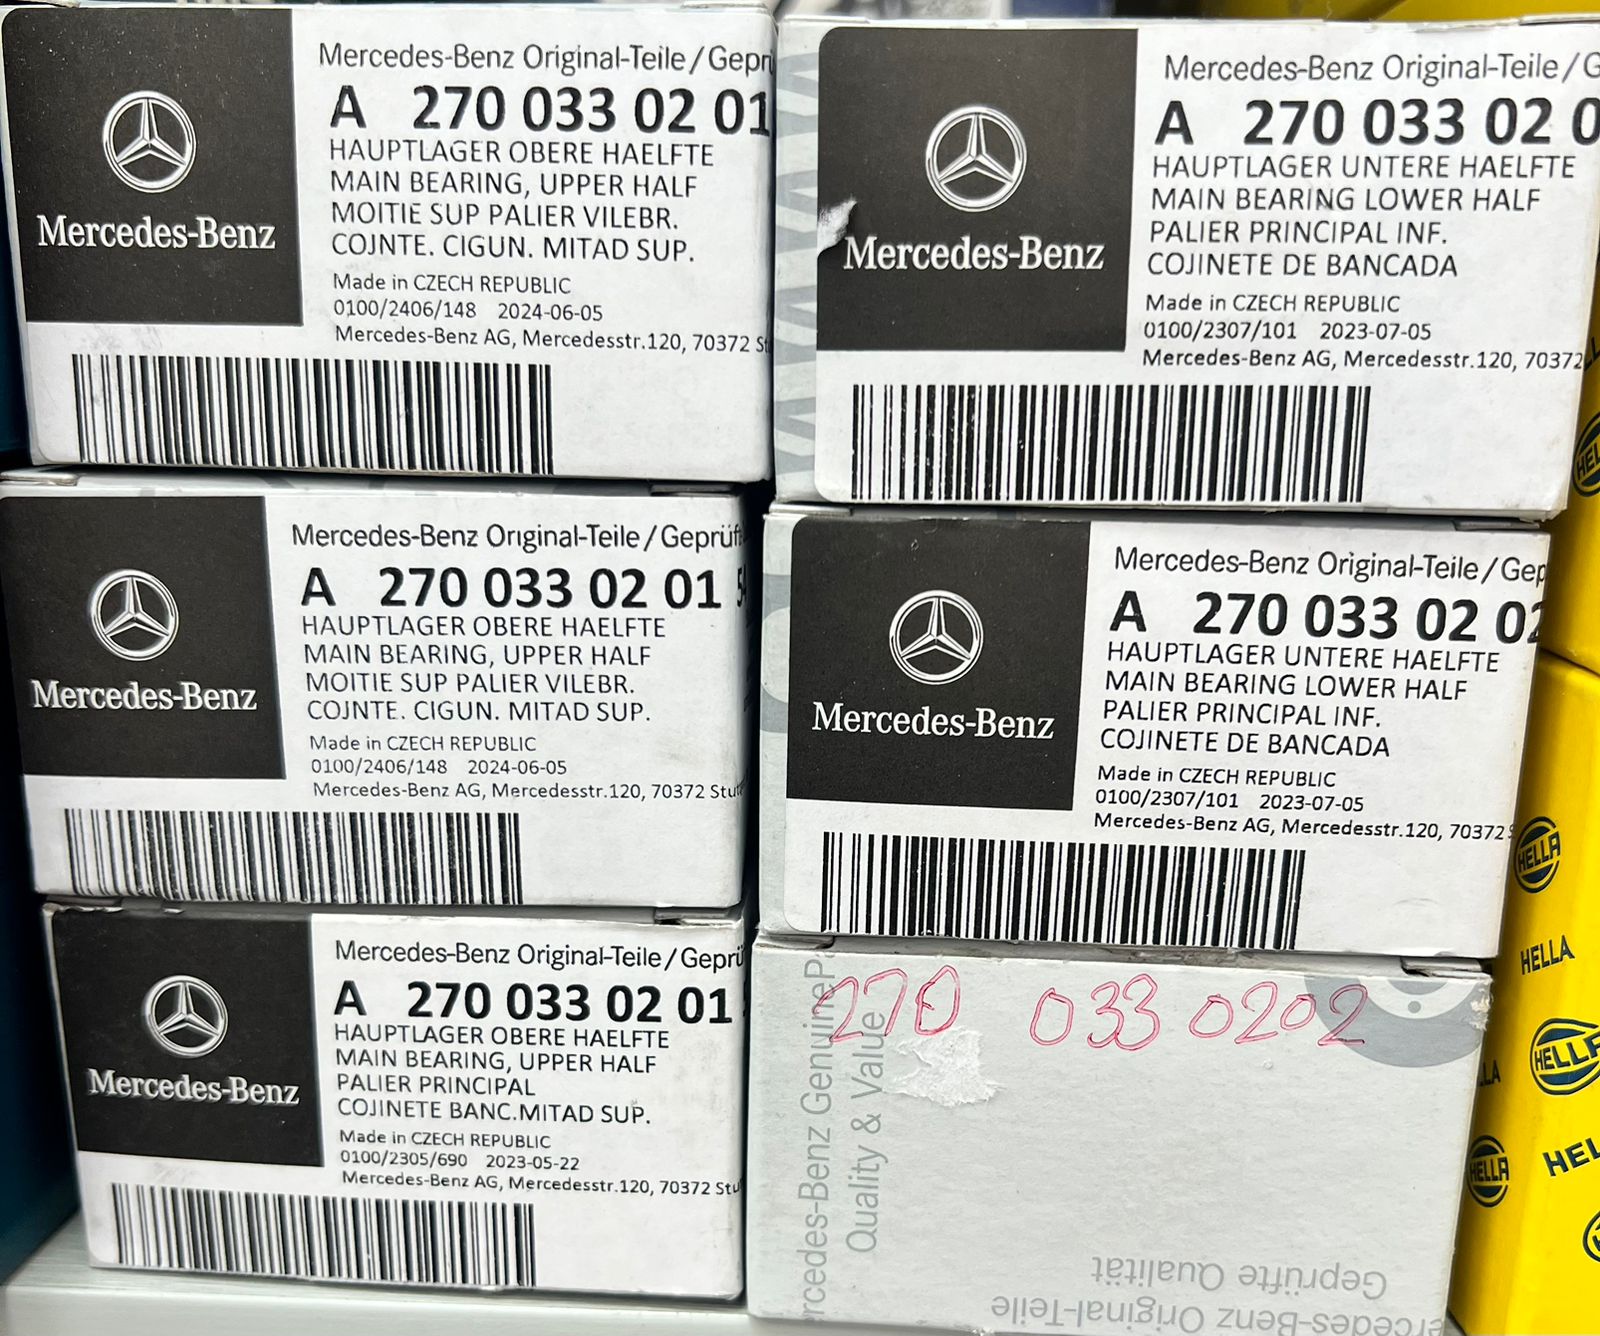 Mercedes-Benz
Mercedes-Benz Original-Teile/Gepr
A 270 033 02 01
HAUPTLAGER OBERE HAELFTE
MAIN BEARING, UPPER HALF
MOITIE SUP PALIER VILEBR.
COJNTE. CIGUN. MITAD SUP.
Made in CZECH REPUBLIC
0100/2406/148 2024-06-05
Mercedes-Benz AG, Mercedesstr.120, 70372 S
Mercedes-Benz
Mercedes-Benz Original-Teile/G
A 270 033 02 0
HAUPTLAGER UNTERE HAELFTE
MAIN BEARING LOWER HALF
PALIER PRINCIPAL INF.
COJINETE DE BANCADA
Made in CZECH REPUBLIC
0100/2307/101 2023-07-05
Mercedes-Benz AG, Mercedesstr.120, 70372
Mercedes-Benz
Mercedes-Benz Original-Teile/Geprüf
A 270 033 02 01
HAUPTLAGER OBERE HAELFTE
MAIN BEARING, UPPER HALF
MOITIE SUP PALIER VILEBR.
COJNTE. CIGUN. MITAD SUP.
Made in CZECH REPUBLIC
0100/2406/148 2024-06-05
Mercedes-Benz AG, Mercedesstr.120, 70372 Stu
Mercedes-Benz
Mercedes-Benz Original-Teile/Gep
A 270 033 02 02
HAUPTLAGER UNTERE HAELFTE
MAIN BEARING LOWER HALF
PALIER PRINCIPAL INF.
COJINETE DE BANCADA
Made in CZECH REPUBLIC
0100/2307/101 2023-07-05
Mercedes-Benz AG, Mercedesstr.120, 70372
Mercedes-Benz
Mercedes-Benz Original-Teile/Geprü
A 270 033 02 01
HAUPTLAGER OBERE HAELFTE
MAIN BEARING, UPPER HALF
PALIER PRINCIPAL
COJINETE BANC.MITAD SUP.
Made in CZECH REPUBLIC
0100/2305/690 2023-05-22
Mercedes-Benz AG, Mercedesstr.120, 70372 Stu
270 033 0202
rcedes-Benz GenuineP
Quality & Value
Geprüfte Qualität
rcedes-Benz Original-Teile
HELLA
HELLA
HELLA
HELLA
HEL